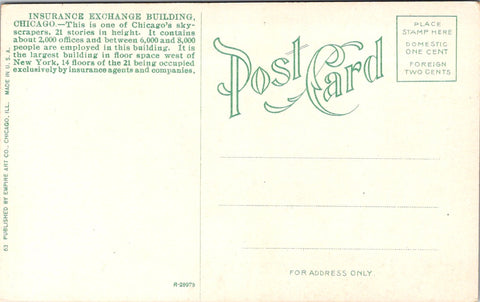 INSURANCE EXCHANGE BUILDING,
CHICAGO.—This is one of Chicago's sky-
scrapers, 21 stories in height. It contains
about 2,000 offices and between 6,000 and 8,000
people are employed in this building. It is
the largest building in floor space west of
New York, 14 floors of the 21 being occupied
exclusively by insurance agents and companies.
63 PUBLISHED BY EMPIRE ART CO., CHICAGO, ILL. MADE IN U. S. A.
R-28973
Post Card
PLACE
STAMP HERE
DOMESTIC
ONE CENT
FOREIGN
TWO CENTS
FOR ADDRESS ONLY.